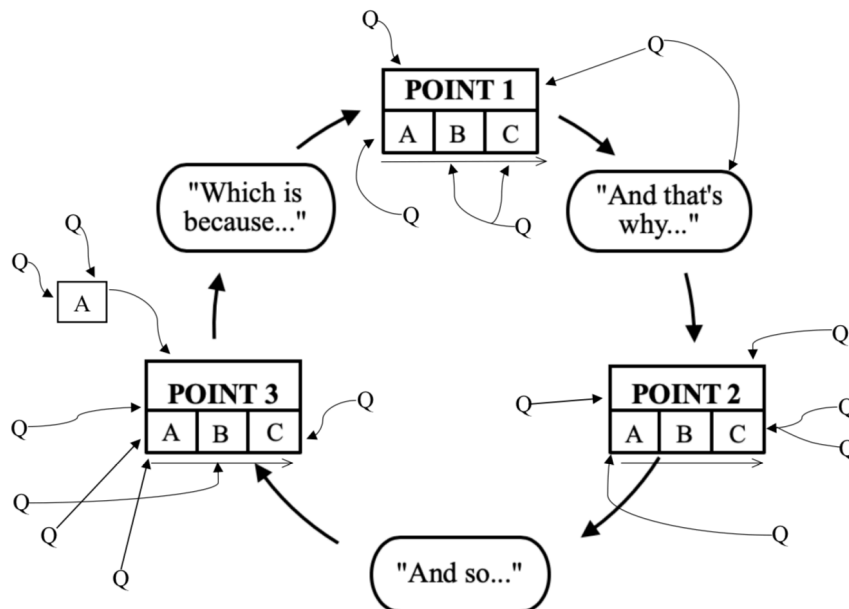 Q
Q
POINT 1
A B C
"Which is
because..."
"And that's
why..."
Q
Q
Q
Q
A
Q
POINT 3
A B C
Q
Q
POINT 2
A B C
Q
Q
Q
Q
Q
Q
Q
Q
"And so..."